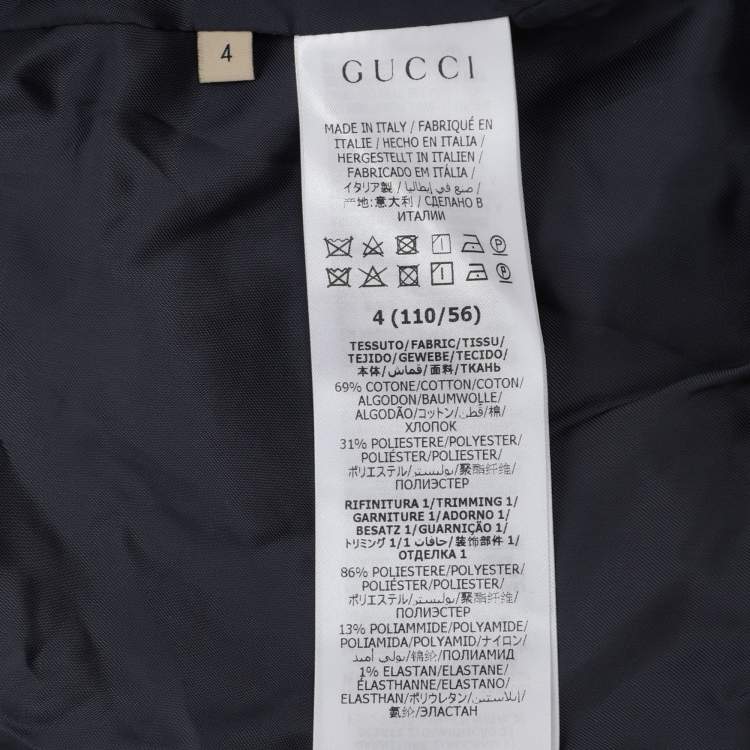 4
GUCCI
MADE IN ITALY / FABRIQUÉ EN
ITALIE / HECHO EN ITALIA /
HERGESTELLT IN ITALIEN /
FABRICADO EM ITÁLIA /
イタリア製 / صنع في إيطاليا /
产地:意大利 / СДЕЛАНО В
ИТАЛИИ
4 (110/56)
TESSUTO/FABRIC/TISSU/
TEJIDO/GEWEBE/TECIDO/
本体/قماش/面料/ТКАНЬ
69% COTONE/COTTON/COTON/
ALGODON/BAUMWOLLE/
ALGODÃO/コットン/قطن/棉/
ХЛОПОК
31% POLIESTERE/POLYESTER/
POLIÉSTER/POLIESTER/
ポリエステル/بوليستر/聚酯纤维/
ПОЛИЭСТЕР
RIFINITURA 1/TRIMMING 1/
GARNITURE 1/ADORNO 1/
BESATZ 1/GUARNIÇÃO 1/
トリミング 1/حافات 1/装饰部件 1/
ОТДЕЛКА 1
86% POLIESTERE/POLYESTER/
POLIÉSTER/POLIESTER/
ポリエステル/بوليستر/聚酯纤维/
ПОЛИЭСТЕР
13% POLIAMMIDE/POLYAMIDE/
POLIAMIDA/POLYAMID/ナイロン/
بولي أميد/锦纶/ПОЛИАМИД
1% ELASTAN/ELASTANE/
ÉLASTHANNE/ELASTANO/
ELASTHAN/ポリウレタン/إيلاستين/
氨纶/ЭЛАСТАН